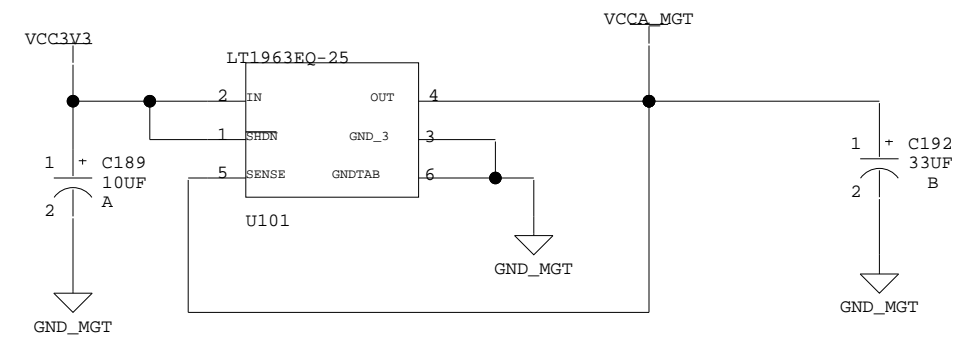 VCCA_MGT
VCC3V3
LT1963EQ-25
2 IN OUT 4
1 SHDN GND_3 3
5 SENSE GNDTAB 6
U101
1 + C189
10UF
A
2
GND_MGT
GND_MGT
1 + C192
33UF
B
2
GND_MGT